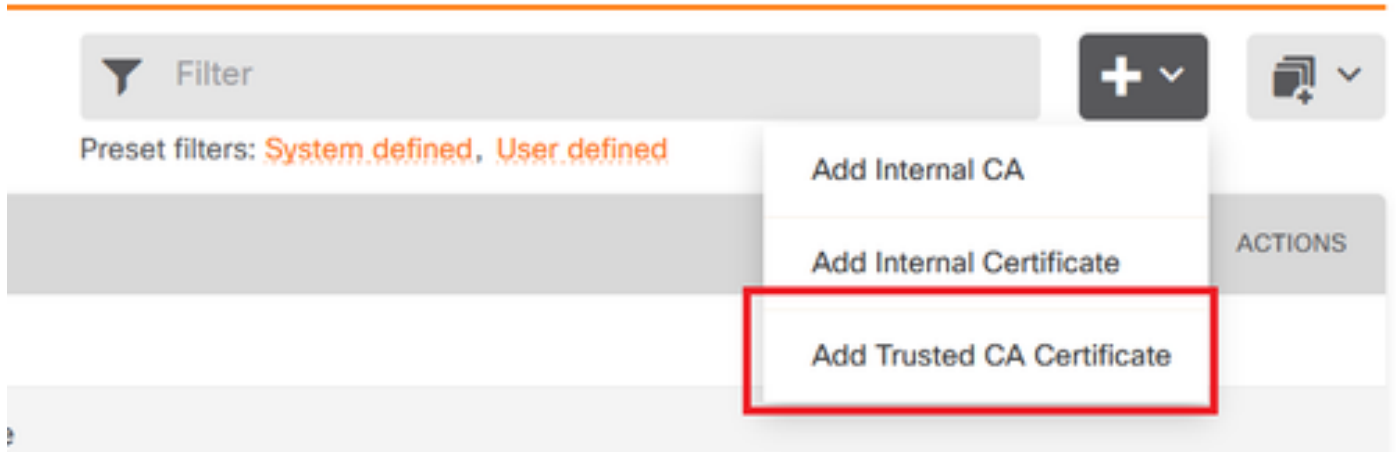 Filter
Preset filters: System defined, User defined
Add Internal CA
ACTIONS
Add Internal Certificate
Add Trusted CA Certificate